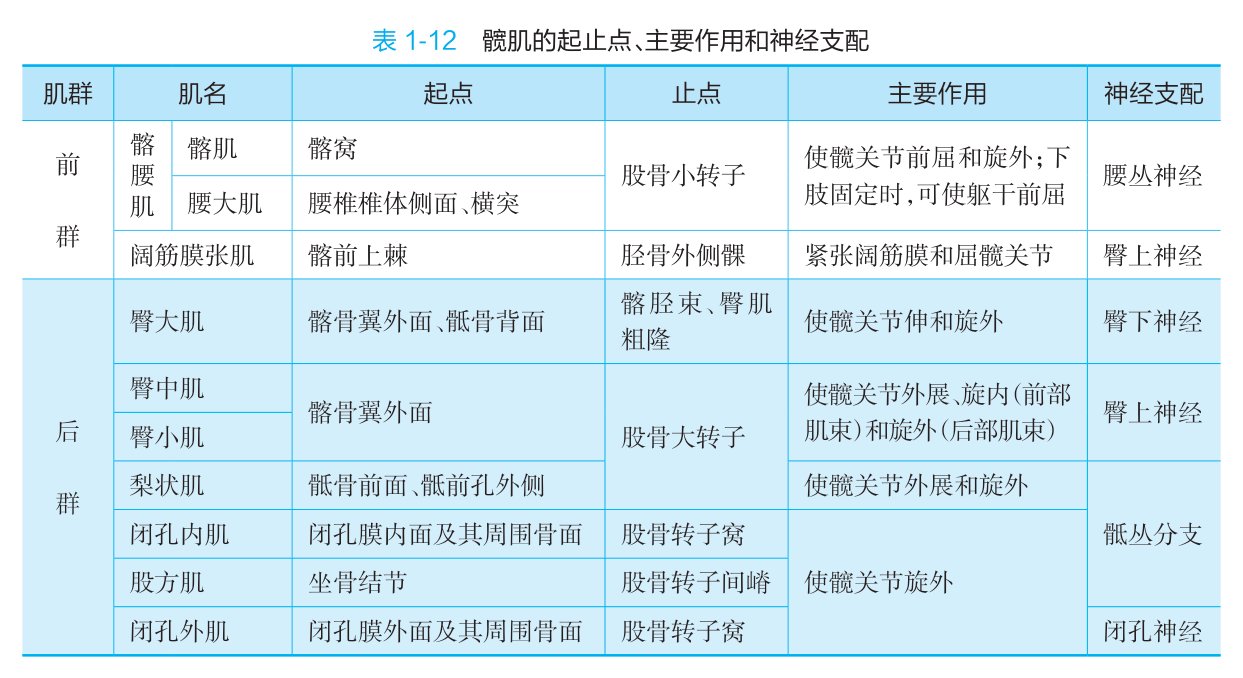 表 1-12 髋肌的起止点、主要作用和神经支配
肌群 肌名 起点 止点 主要作用 神经支配
前群
髂腰肌
髂肌 髂窝
腰大肌 腰椎椎体侧面、横突
股骨小转子
使髋关节前屈和旋外;下
肢固定时,可使躯干前屈
腰丛神经
阔筋膜张肌 髂前上棘 胫骨外侧髁 紧张阔筋膜和屈髋关节 臀上神经
后群
臀大肌 髂骨翼外面、骶骨背面
髂胫束、臀肌
粗隆
使髋关节伸和旋外 臀下神经
臀中肌
臀小肌
髂骨翼外面
股骨大转子
使髋关节外展、旋内(前部
肌束)和旋外(后部肌束)
臀上神经
梨状肌 骶骨前面、骶前孔外侧
使髋关节外展和旋外
骶丛分支
闭孔内肌 闭孔膜内面及其周围骨面 股骨转子窝
股方肌 坐骨结节 股骨转子间嵴
使髋关节旋外
闭孔外肌 闭孔膜外面及其周围骨面 股骨转子窝
闭孔神经